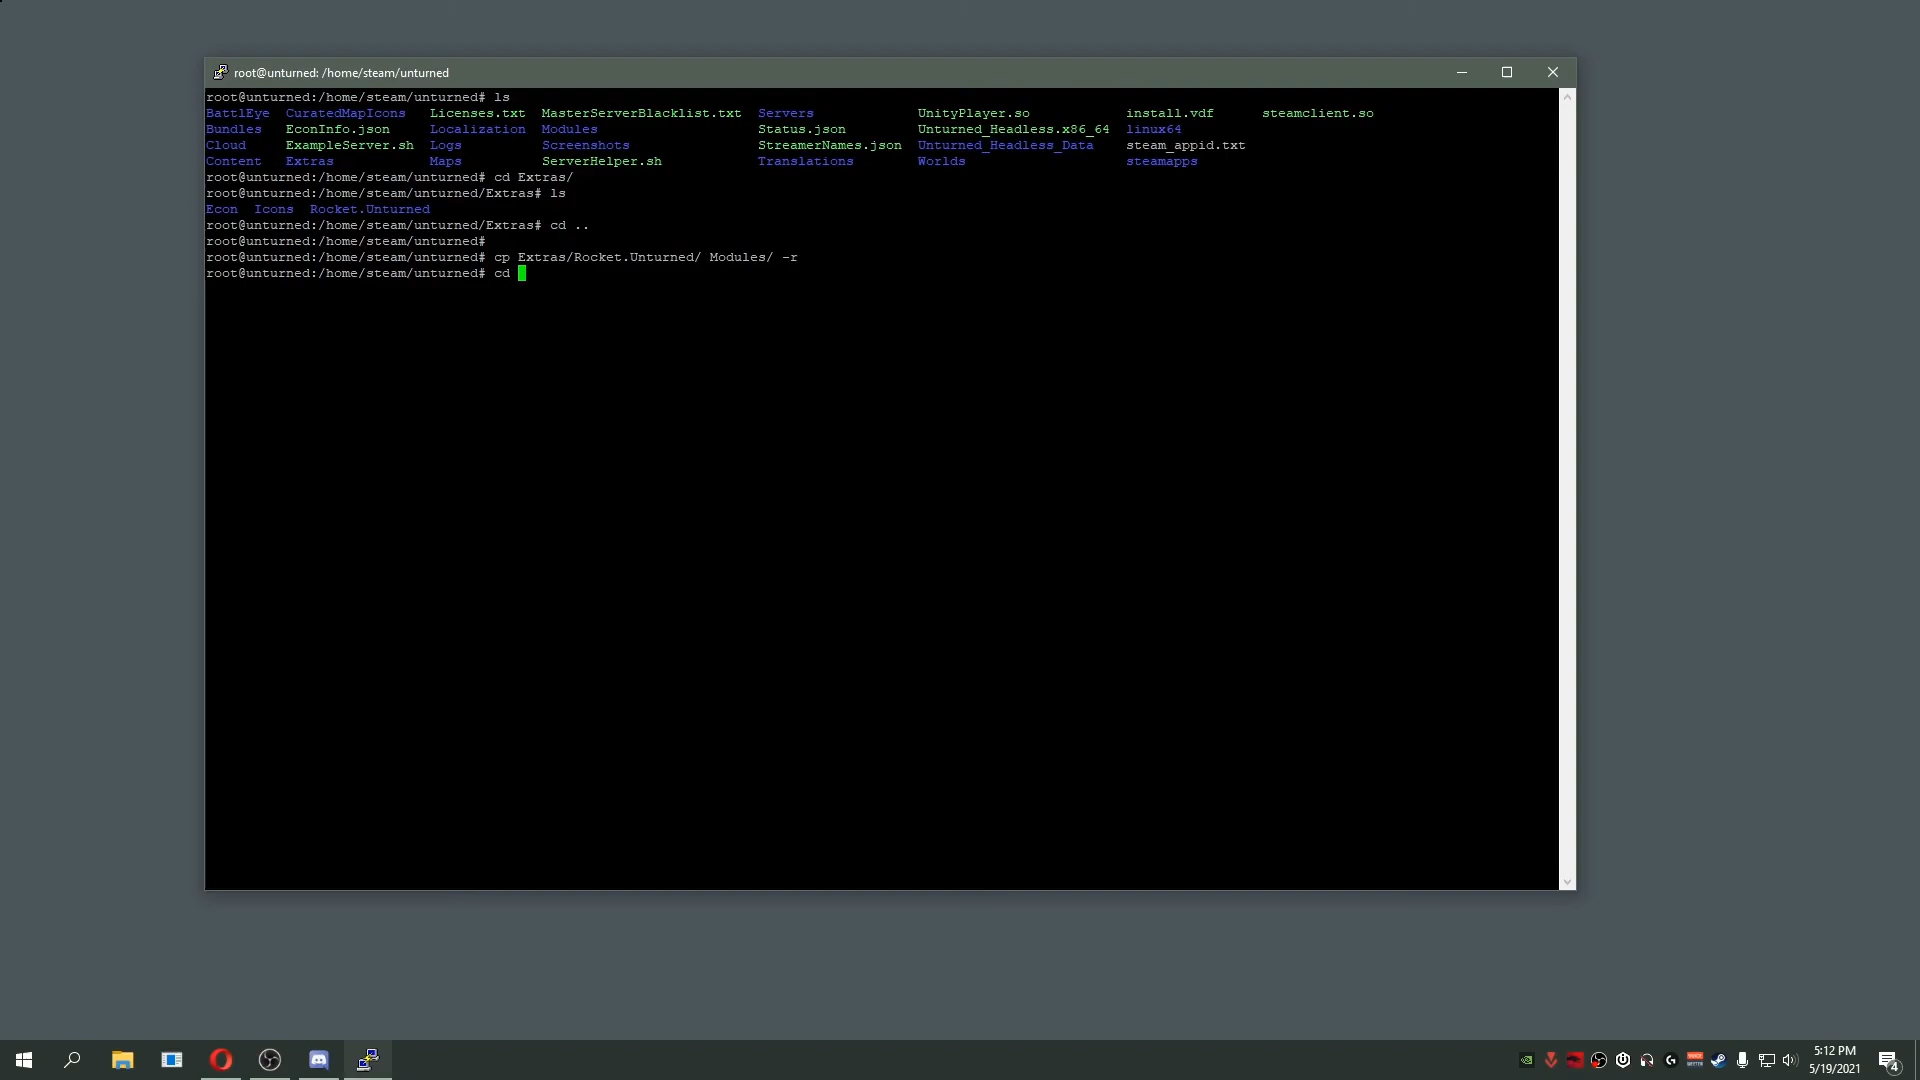 root@unturned: /home/steam/unturned
root@unturned:/home/steam/unturned# ls
BattlEye  CuratedMapIcons  Licenses.txt  MasterServerBlacklist.txt  Servers  UnityPlayer.so  install.vdf  steamclient.so
Bundles  EconInfo.json  Localization  Modules  Status.json  Unturned_Headless.x86_64  linux64
Cloud  ExampleServer.sh  Logs  Screenshots  StreamerNames.json  Unturned_Headless_Data  steam_appid.txt
Content  Extras  Maps  ServerHelper.sh  Translations  Worlds  steamapps
root@unturned:/home/steam/unturned# cd Extras/
root@unturned:/home/steam/unturned/Extras# ls
Econ  Icons  Rocket.Unturned
root@unturned:/home/steam/unturned/Extras# cd ..
root@unturned:/home/steam/unturned#
root@unturned:/home/steam/unturned# cp Extras/Rocket.Unturned/ Modules/ -r
root@unturned:/home/steam/unturned# cd
5:12 PM
5/19/2021
4